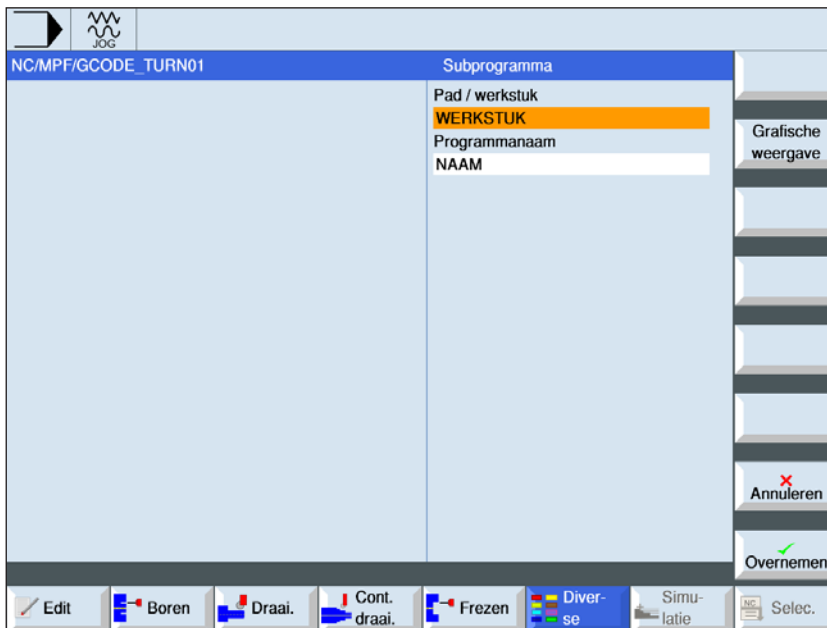 JOG
NC/MPF/GCODE_TURN01
Subprogramma
Pad / werkstuk
WERKSTUK
Programmanaam
NAAM
Grafische
weergave
Annuleren
Overnemen
Edit
Boren
Draai.
Cont.
draai.
Frezen
Diver-
se
Simu-
latie
NC
Selec.